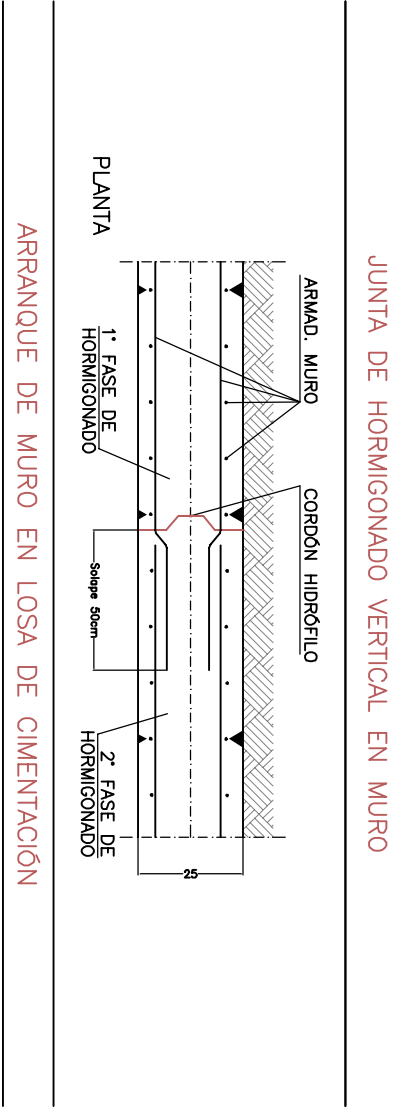 JUNTA DE HORMIGONADO VERTICAL EN MURO
ARMAD. MURO
CORDÓN HIDRÓFILO
25
Solape 50cm
1° FASE DE
HORMIGONADO
2° FASE DE
HORMIGONADO
PLANTA
ARRANQUE DE MURO EN LOSA DE CIMENTACIÓN